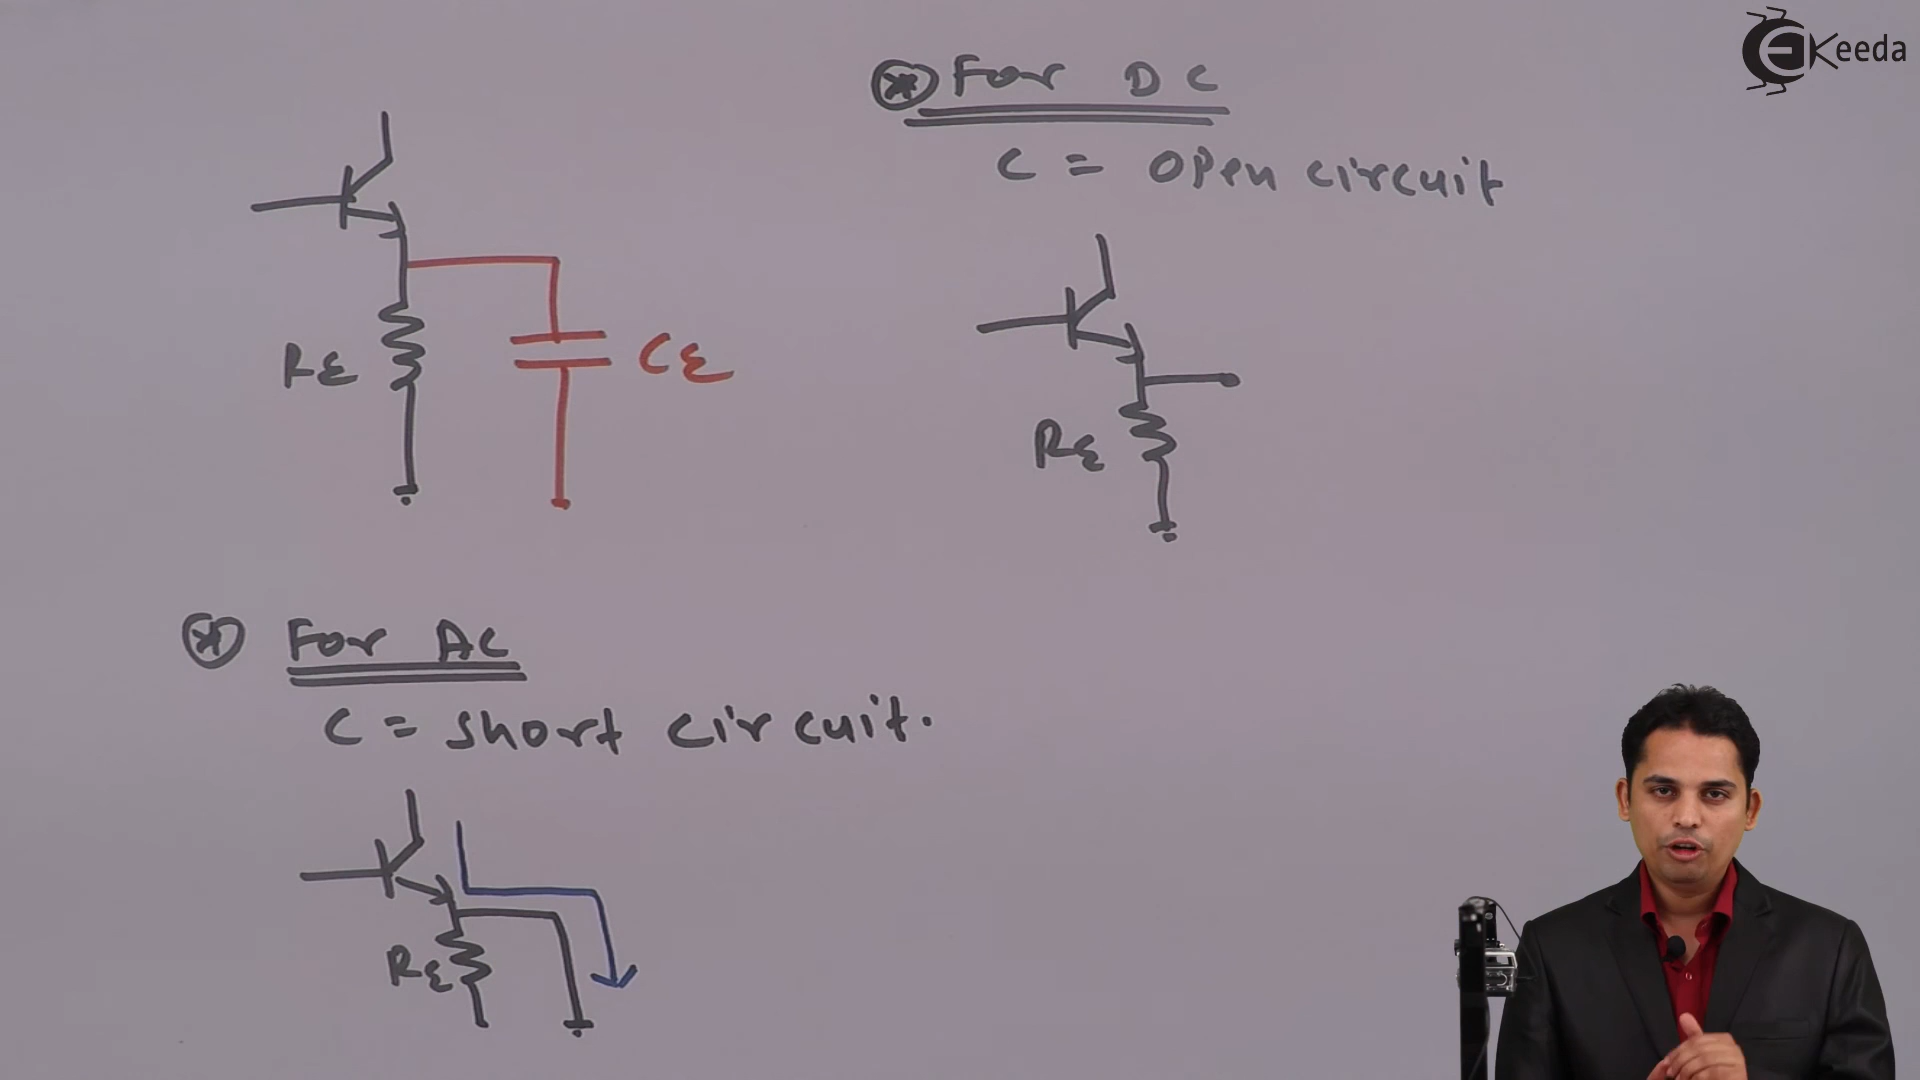 EKeeda
* For DC
C = open circuit
RE
CE
RE
* For AC
C = short circuit.
RE